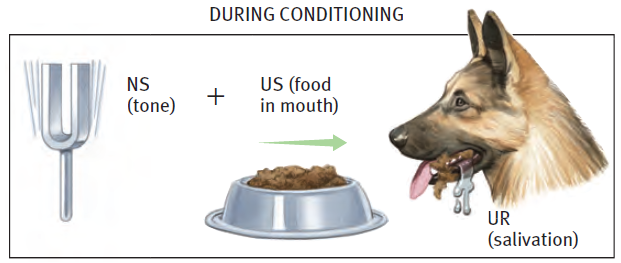 DURING CONDITIONING
NS
(tone)
+
US (food
in mouth)
UR
(salivation)